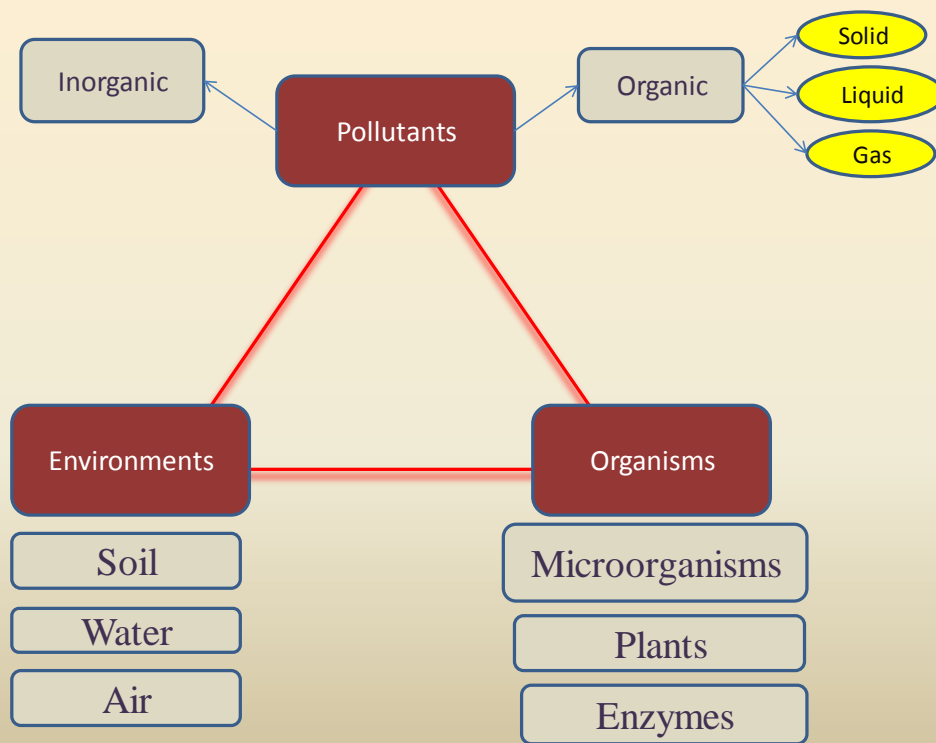 Solid
Inorganic
Organic
Liquid
Pollutants
Gas
Environments
Organisms
Soil
Microorganisms
Water
Plants
Air
Enzymes